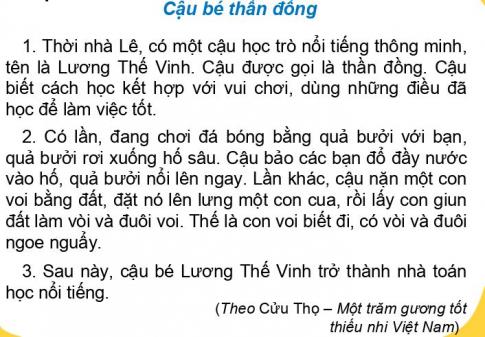 Cậu bé thần đồng
1. Thời nhà Lê, có một cậu học trò nổi tiếng thông minh,
tên là Lương Thế Vinh. Cậu được gọi là thần đồng. Cậu
biết cách học kết hợp với vui chơi, dùng những điều đã
học để làm việc tốt.
2. Có lần, đang chơi đá bóng bằng quả bưởi với bạn,
quả bưởi rơi xuống hố sâu. Cậu bảo các bạn đổ đầy nước
vào hố, quả bưởi nổi lên ngay. Lần khác, cậu nặn một con
voi bằng đất, đặt nó lên lưng một con cua, rồi lấy con giun
đất làm vòi và đuôi voi. Thế là con voi biết đi, có vòi và đuôi
ngoe nguẩy.
3. Sau này, cậu bé Lương Thế Vinh trở thành nhà toán
học nổi tiếng.
(Theo Cửu Thọ – Một trăm gương tốt
thiếu nhi Việt Nam)